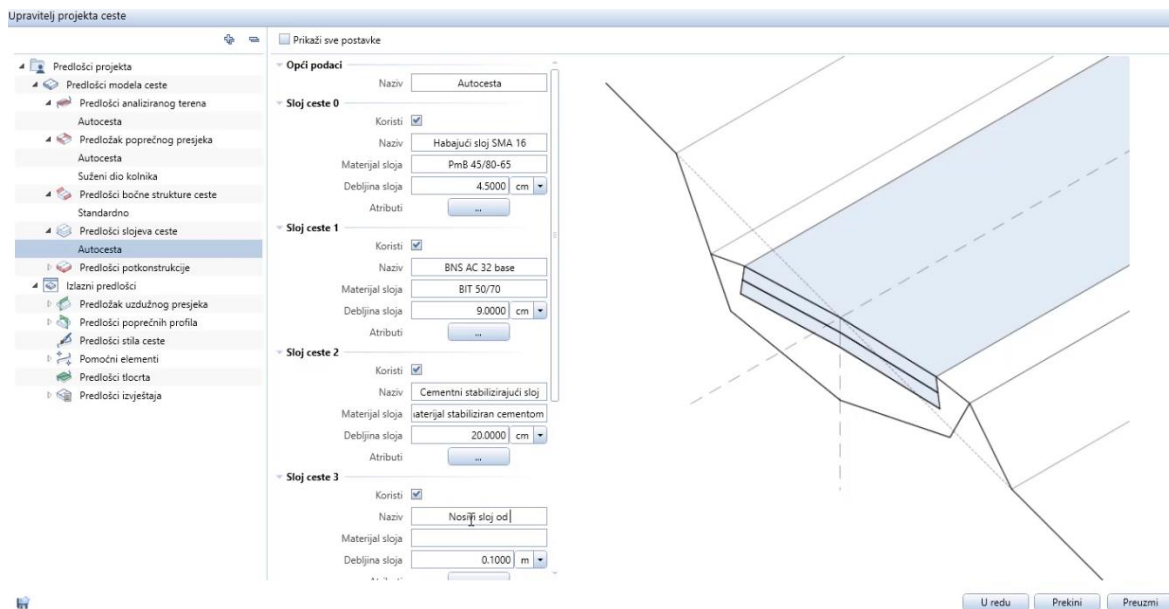 Upravitelj projekta ceste
Prikaži sve postavke
Predlošci projekta
Predlošci modela ceste
Predlošci analiziranog terena
Autocesta
Predložak poprečnog presjeka
Autocesta
Suženi dio kolnika
Predlošci bočne strukture ceste
Standardno
Predlošci slojeva ceste
Autocesta
Predlošci potkonstrukcije
Izlazni predlošci
Predložak uzdužnog presjeka
Predlošci poprečnih profila
Predlošci stila ceste
Pomoćni elementi
Predlošci tlocrta
Predlošci izvještaja
Opći podaci
Naziv Autocesta
Sloj ceste 0
Koristi
Naziv Habajući sloj SMA 16
Materijal sloja PmB 45/80-65
Debljina sloja 4.5000 cm
Atributi ...
Sloj ceste 1
Koristi
Naziv BNS AC 32 base
Materijal sloja BIT 50/70
Debljina sloja 9.0000 cm
Atributi ...
Sloj ceste 2
Koristi
Naziv Cementni stabilizirajući sloj
Materijal sloja aterijal stabiliziran cementom
Debljina sloja 20.0000 cm
Atributi ...
Sloj ceste 3
Koristi
Naziv Nosivi sloj od
Materijal sloja
Debljina sloja 0.1000 m
U redu Prekini Preuzmi